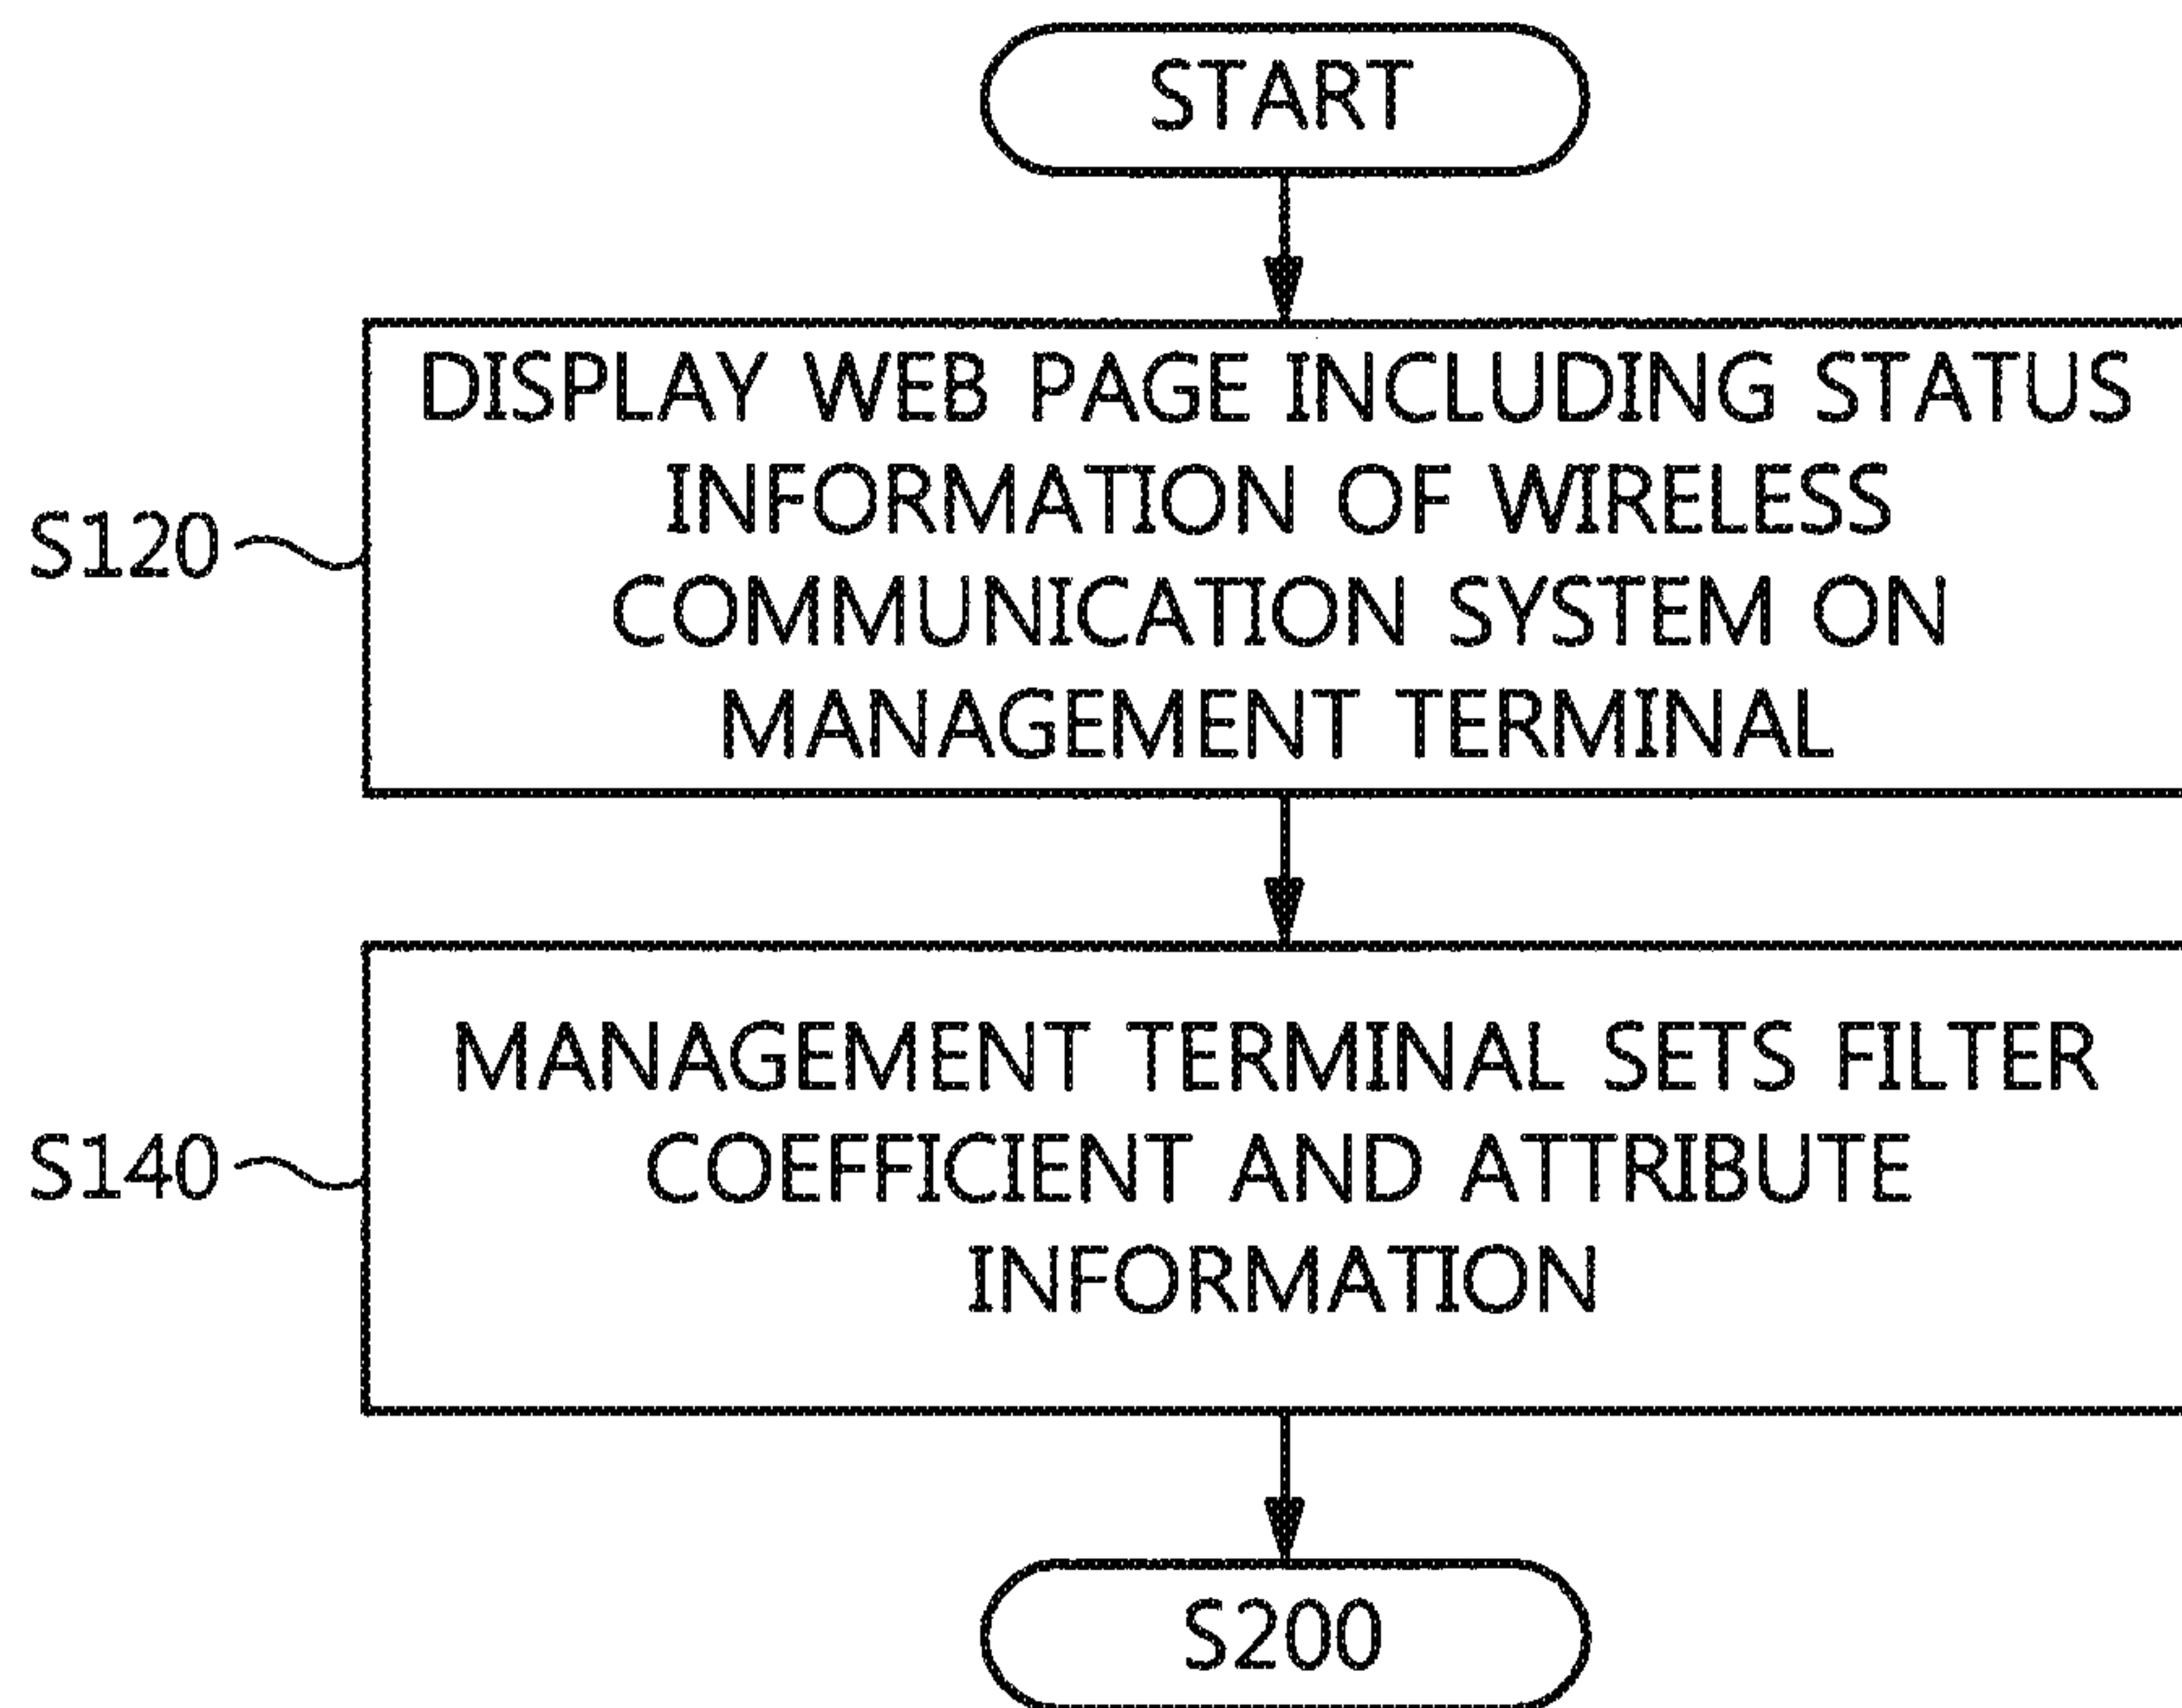 START
DISPLAY WEB PAGE INCLUDING STATUS
INFORMATION OF WIRELESS
COMMUNICATION SYSTEM ON
MANAGEMENT TERMINAL
S120
MANAGEMENT TERMINAL SETS FILTER
COEFFICIENT AND ATTRIBUTE
INFORMATION
S140
S200